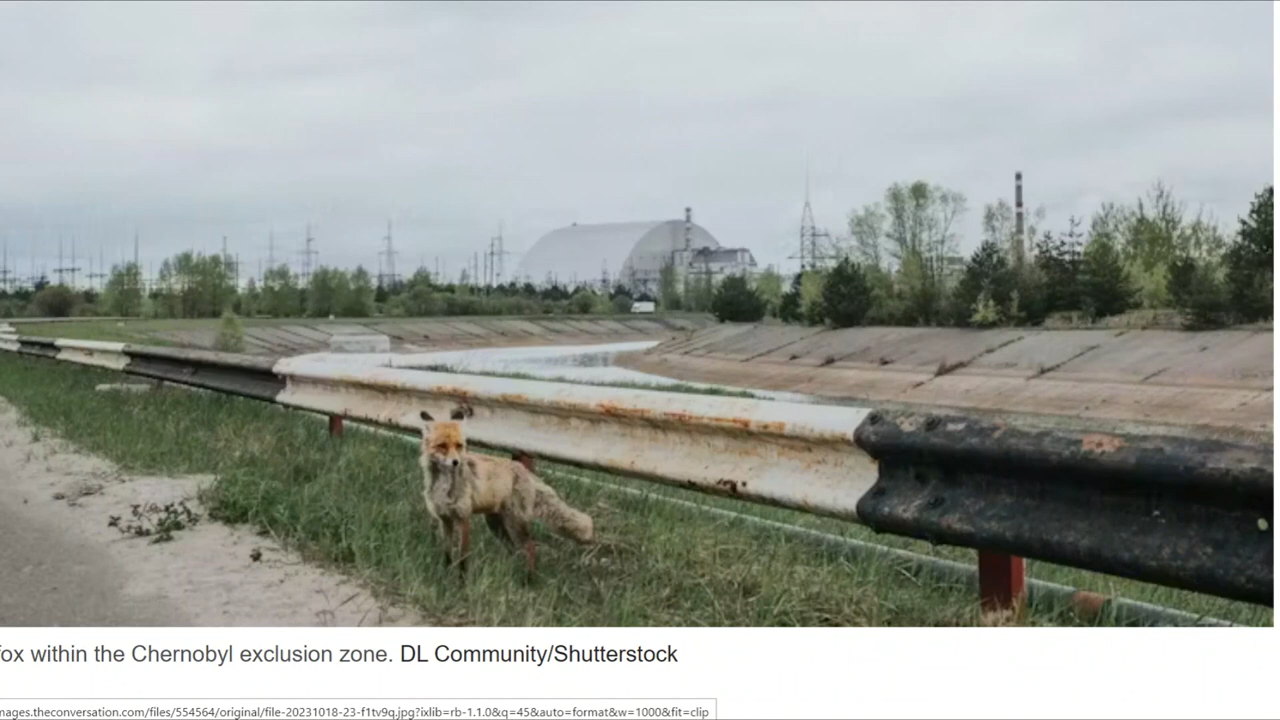 fox within the Chernobyl exclusion zone. DL Community/Shutterstock
mages.theconversation.com/files/554564/original/file-20231018-23-f1tv9q.jpg?ixlib=rb-1.1.0&q=45&auto=format&w=1000&fit=clip